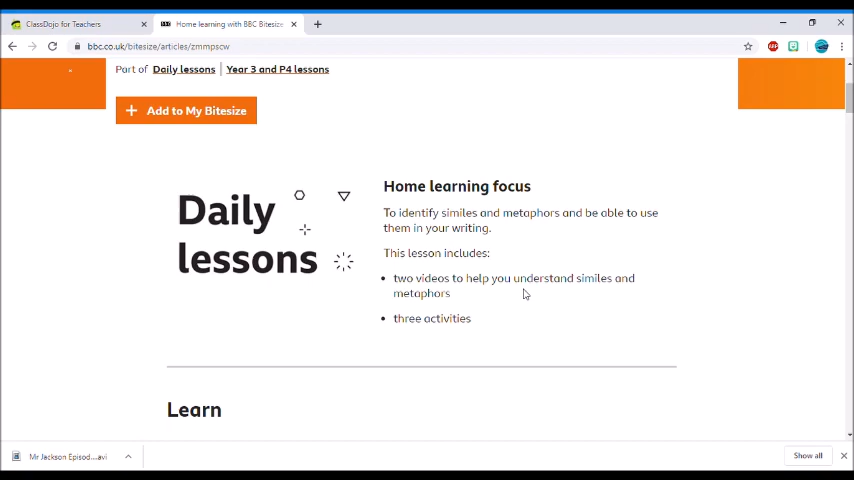 ClassDojo for Teachers
BBC Home learning with BBC Bitesize
bbc.co.uk/bitesize/articles/zmmpscw
Part of Daily lessons | Year 3 and P4 lessons
+ Add to My Bitesize
Daily
lessons
Home learning focus
To identify similes and metaphors and be able to use
them in your writing.
This lesson includes:
• two videos to help you understand similes and
metaphors
• three activities
Learn
Mr Jackson Episod....avi
Show all